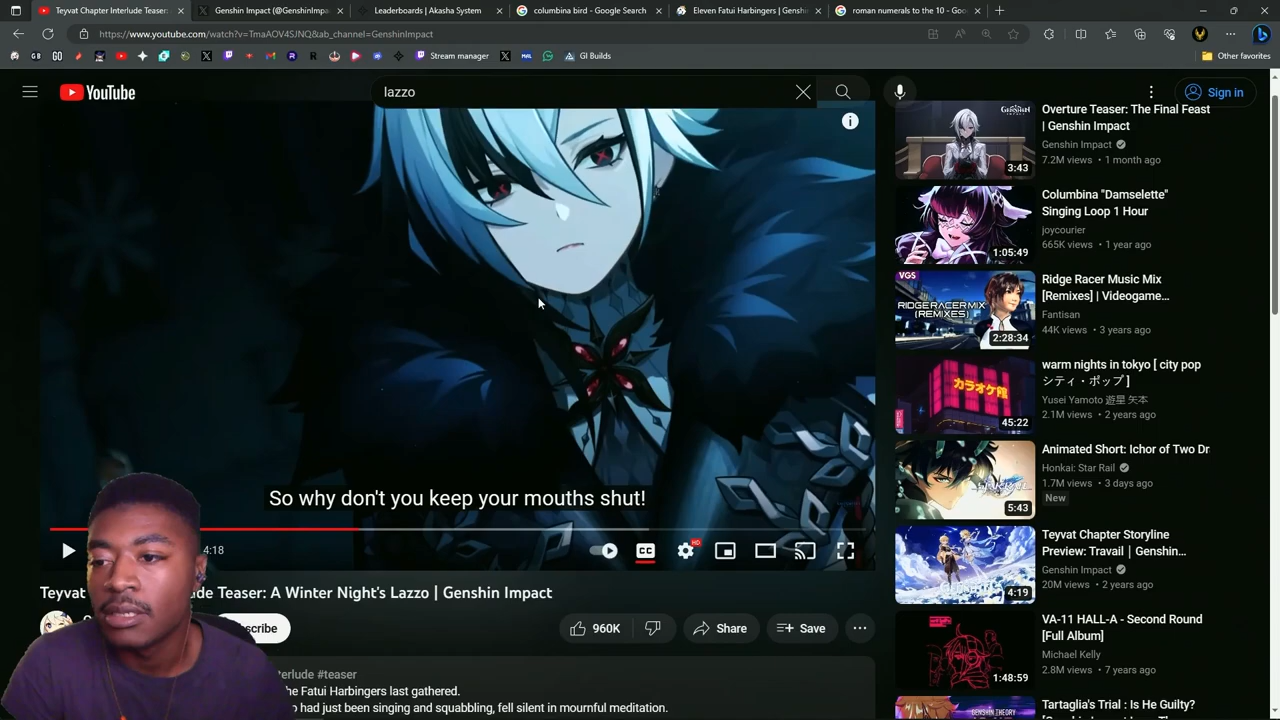 Teyvat Chapter Interlude Teaser:
Genshin Impact (@GenshinImpa
Leaderboards | Akasha System
columbina bird - Google Search
Eleven Fatui Harbingers | Genshin
roman numerals to the 10 - Goo
https://www.youtube.com/watch?v=TmaAOV4SJNQ&ab_channel=GenshinImpact
Stream manager
GI Builds
Other favorites
YouTube
lazzo
Sign in
So why don't you keep your mouths shut!
4:18
CC
HD
Teyvat
ude Teaser: A Winter Night's Lazzo | Genshin Impact
scribe
960K
Share
Save
terlude #teaser
e Fatui Harbingers last gathered.
had just been singing and squabbling, fell silent in mournful meditation.
3:43
Overture Teaser: The Final Feast
| Genshin Impact
Genshin Impact
7.2M views • 1 month ago
1:05:49
Columbina "Damselette"
Singing Loop 1 Hour
joycourier
665K views • 1 year ago
VGS
RIDGE RACER MIX
(REMIXES)
2:28:34
Ridge Racer Music Mix
[Remixes] | Videogame…
Fantisan
44K views • 3 years ago
カラオケ館
45:22
warm nights in tokyo [ city pop
シティ・ポップ ]
Yusei Yamoto 遊星 矢本
2.1M views • 2 years ago
5:43
Animated Short: Ichor of Two Dr
Honkai: Star Rail
1.7M views • 3 days ago
New
4:19
Teyvat Chapter Storyline
Preview: Travail | Genshin…
Genshin Impact
20M views • 2 years ago
1:48:59
VA-11 HALL-A - Second Round
[Full Album]
Michael Kelly
2.8M views • 7 years ago
GENSHIN THEORY
Tartaglia's Trial : Is He Guilty?